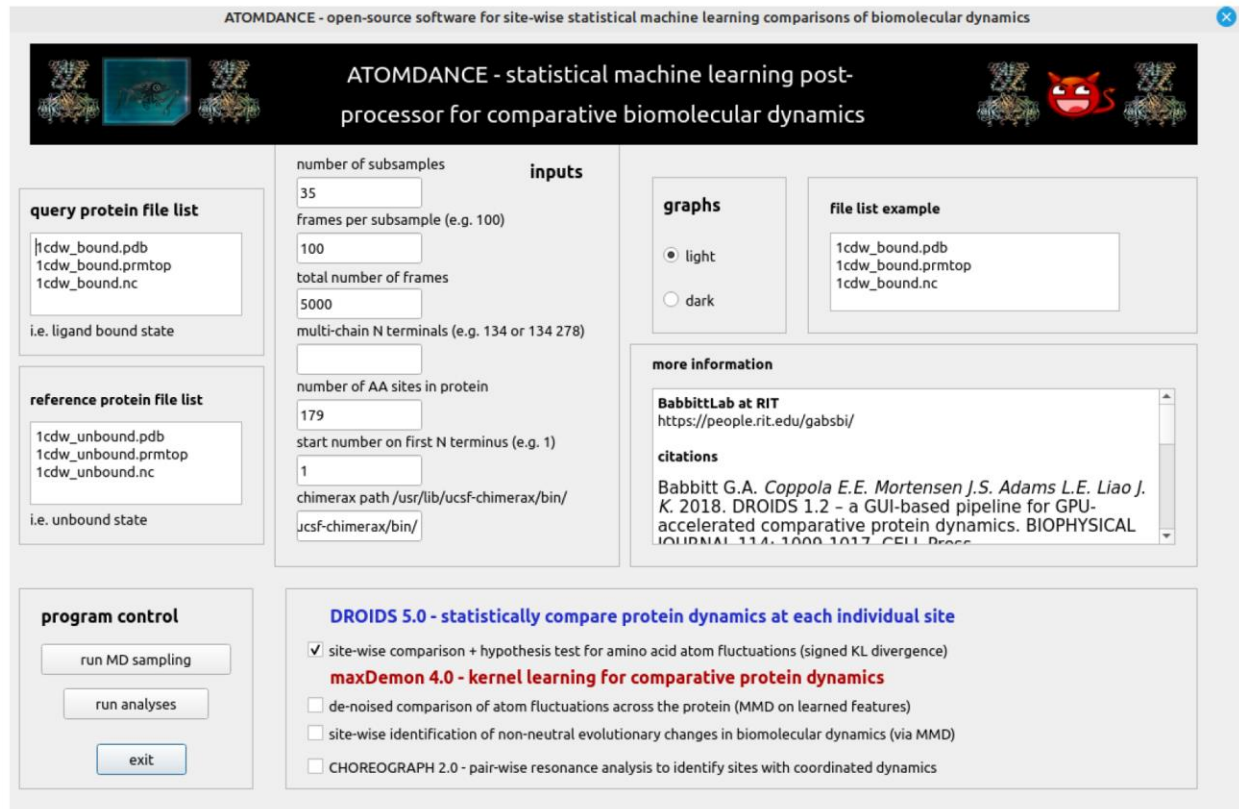 ATOMDANCE - open-source software for site-wise statistical machine learning comparisons of biomolecular dynamics
ATOMDANCE - statistical machine learning post-
processor for comparative biomolecular dynamics
query protein file list
1cdw_bound.pdb
1cdw_bound.prmtop
1cdw_bound.nc
i.e. ligand bound state
reference protein file list
1cdw_unbound.pdb
1cdw_unbound.prmtop
1cdw_unbound.nc
i.e. unbound state
inputs
number of subsamples
35
frames per subsample (e.g. 100)
100
total number of frames
5000
multi-chain N terminals (e.g. 134 or 134 278)
number of AA sites in protein
179
start number on first N terminus (e.g. 1)
1
chimerax path /usr/lib/ucsf-chimerax/bin/
ucsf-chimerax/bin/
graphs
light
dark
file list example
1cdw_bound.pdb
1cdw_bound.prmtop
1cdw_bound.nc
more information
BabbittLab at RIT
https://people.rit.edu/gabsbi/
citations
Babbitt G.A. Coppola E.E. Mortensen J.S. Adams L.E. Liao J.
K. 2018. DROIDS 1.2 – a GUI-based pipeline for GPU-
accelerated comparative protein dynamics. BIOPHYSICAL
JOURNAL 114: 1009-1017. CELL Press
program control
run MD sampling
run analyses
exit
DROIDS 5.0 - statistically compare protein dynamics at each individual site
site-wise comparison + hypothesis test for amino acid atom fluctuations (signed KL divergence)
maxDemon 4.0 - kernel learning for comparative protein dynamics
de-noised comparison of atom fluctuations across the protein (MMD on learned features)
site-wise identification of non-neutral evolutionary changes in biomolecular dynamics (via MMD)
CHOREOGRAPH 2.0 - pair-wise resonance analysis to identify sites with coordinated dynamics